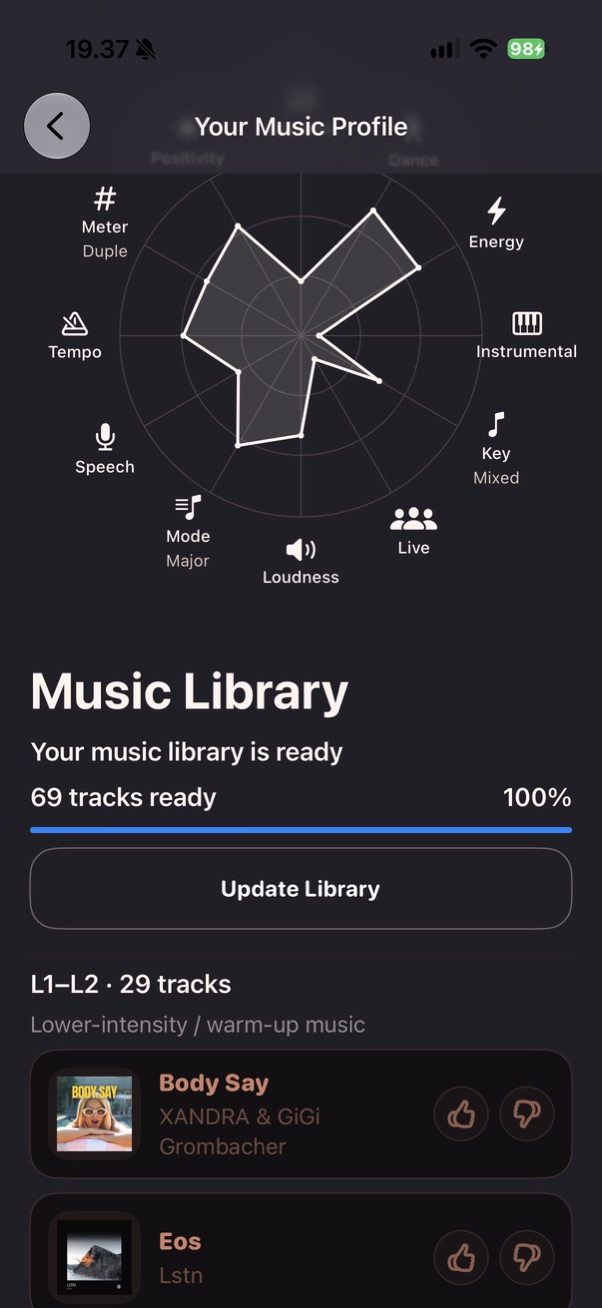 19.37
98
Your Music Profile
Positivity
Dance
Meter
Duple
Energy
Tempo
Instrumental
Speech
Key
Mixed
Mode
Major
Live
Loudness
Music Library
Your music library is ready
69 tracks ready
100%
Update Library
L1–L2 · 29 tracks
Lower-intensity / warm-up music
BODY SAY
Body Say
XANDRA & GiGi
Grombacher
Eos
Lstn